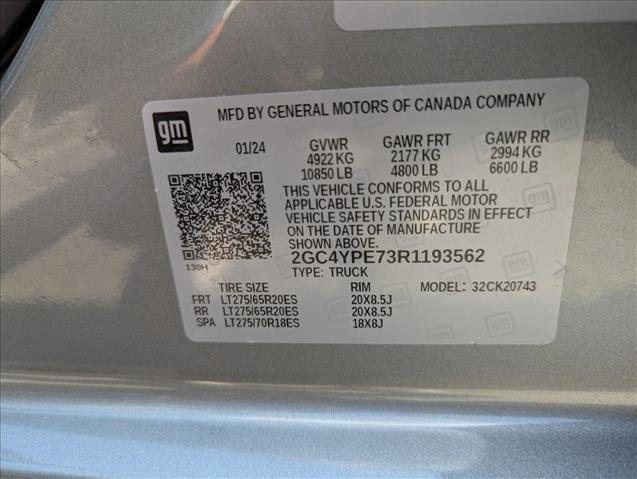 MFD BY GENERAL MOTORS OF CANADA COMPANY
gm
01/24 GVWR GAWR FRT GAWR RR
4922 KG 2177 KG 2994 KG
10850 LB 4800 LB 6600 LB
THIS VEHICLE CONFORMS TO ALL
APPLICABLE U.S. FEDERAL MOTOR
VEHICLE SAFETY STANDARDS IN EFFECT
ON THE DATE OF MANUFACTURE
SHOWN ABOVE.
130H 2GC4YPE73R1193562
TYPE: TRUCK
TIRE SIZE RIM MODEL: 32CK20743
FRT LT275/65R20ES 20X8.5J
RR LT275/65R20ES 20X8.5J
SPA LT275/70R18ES 18X8J